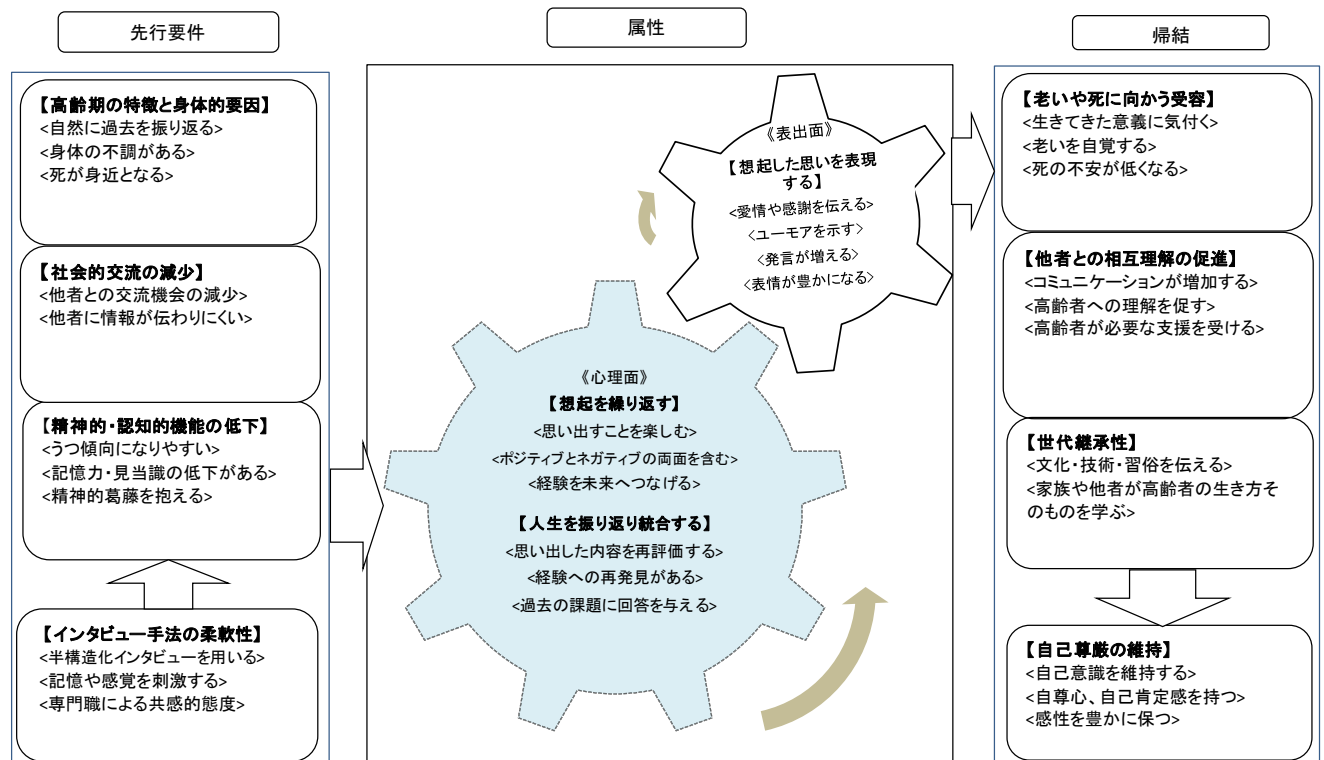 先行要件
【高齢期の特徴と身体的要因】
<自然に過去を振り返る>
<身体の不調がある>
<死が身近となる>
【社会的交流の減少】
<他者との交流機会の減少>
<他者に情報が伝わりにくい>
【精神的・認知的機能の低下】
<うつ傾向になりやすい>
<記憶力・見当識の低下がある>
<精神的葛藤を抱える>
【インタビュー手法の柔軟性】
<半構造化インタビューを用いる>
<記憶や感覚を刺激する>
<専門職による共感的態度>
属性
《表出面》
【想起した思いを表現
する】
<愛情や感謝を伝える>
<ユーモアを示す>
<発言が増える>
<表情が豊かになる>
《心理面》
【想起を繰り返す】
<思い出すことを楽しむ>
<ポジティブとネガティブの両面を含む>
<経験を未来へつなげる>
【人生を振り返り統合する】
<思い出した内容を再評価する>
<経験への再発見がある>
<過去の課題に回答を与える>
帰結
【老いや死に向かう受容】
<生きてきた意義に気付く>
<老いを自覚する>
<死の不安が低くなる>
【他者との相互理解の促進】
<コミュニケーションが増加する>
<高齢者への理解を促す>
<高齢者が必要な支援を受ける>
【世代継承性】
<文化・技術・習俗を伝える>
<家族や他者が高齢者の生き方そ
のものを学ぶ>
【自己尊厳の維持】
<自己意識を維持する>
<自尊心、自己肯定感を持つ>
<感性を豊かに保つ>